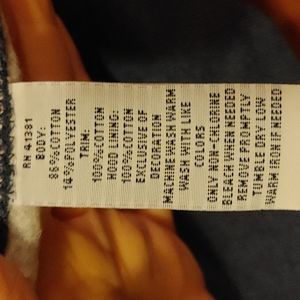 RN 41381
BODY:
86%COTTON
14%POLYESTER
TRIM:
100%COTTON
HOOD LINING:
100%COTTON
EXCLUSIVE OF
DECORATION
MACHINE WASH WARM
WASH WITH LIKE
COLORS
ONLY NON-CHLORINE
BLEACH WHEN NEEDED
REMOVE PROMPTLY
TUMBLE DRY LOW
WARM IRON IF NEEDED